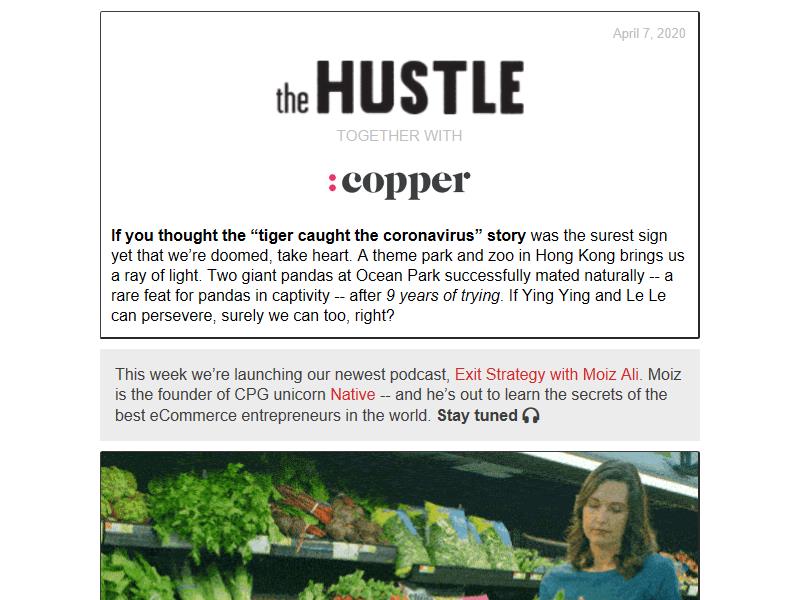 April 7, 2020
the HUSTLE
TOGETHER WITH
:copper
If you thought the “tiger caught the coronavirus” story was the surest sign
yet that we’re doomed, take heart. A theme park and zoo in Hong Kong brings us
a ray of light. Two giant pandas at Ocean Park successfully mated naturally -- a
rare feat for pandas in captivity -- after 9 years of trying. If Ying Ying and Le Le
can persevere, surely we can too, right?
This week we’re launching our newest podcast, Exit Strategy with Moiz Ali. Moiz
is the founder of CPG unicorn Native -- and he’s out to learn the secrets of the
best eCommerce entrepreneurs in the world. Stay tuned 🎧